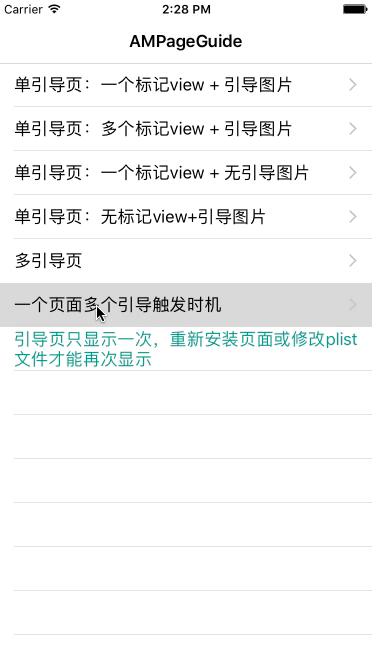 Carrier 2:28 PM
AMPageGuide
单引导页：一个标记view + 引导图片
单引导页：多个标记view + 引导图片
单引导页：一个标记view + 无引导图片
单引导页：无标记view+引导图片
多引导页
一个页面多个引导触发时机
引导页只显示一次，重新安装页面或修改plist
文件才能再次显示